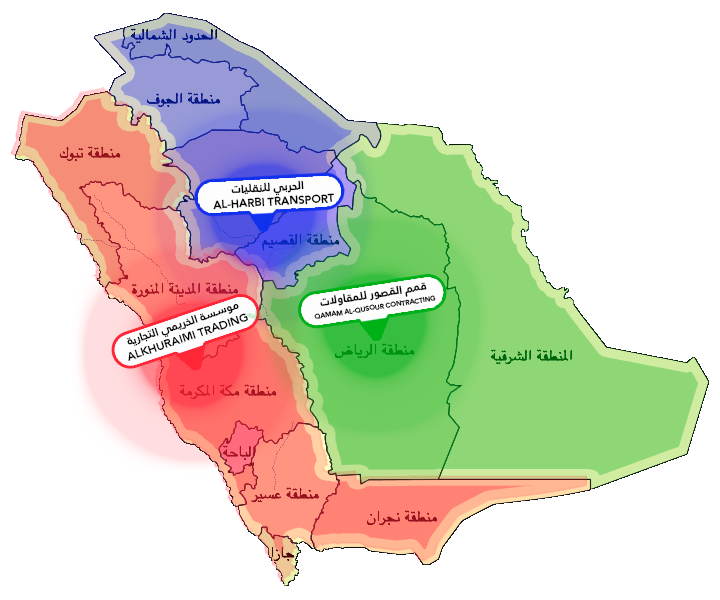 الحدود الشمالية
منطقة الجوف
منطقة تبوك
الحربي للنقليات
AL-HARBI TRANSPORT
منطقة القصيم
منطقة المدينة المنورة
قمم القصور للمقاولات
QAMAM AL-QUSOUR CONTRACTING
موسسة الخريمي التجارية
ALKHURAIMI TRADING
منطقة الرياض
المنطقة الشرقية
منطقة مكة المكرمة
الباحة
منطقة عسير
منطقة نجران
جازا